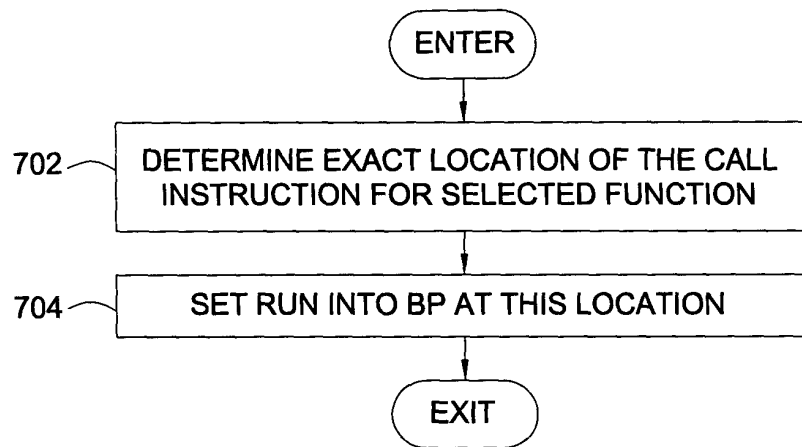 ENTER
702
DETERMINE EXACT LOCATION OF THE CALL
INSTRUCTION FOR SELECTED FUNCTION
704
SET RUN INTO BP AT THIS LOCATION
EXIT